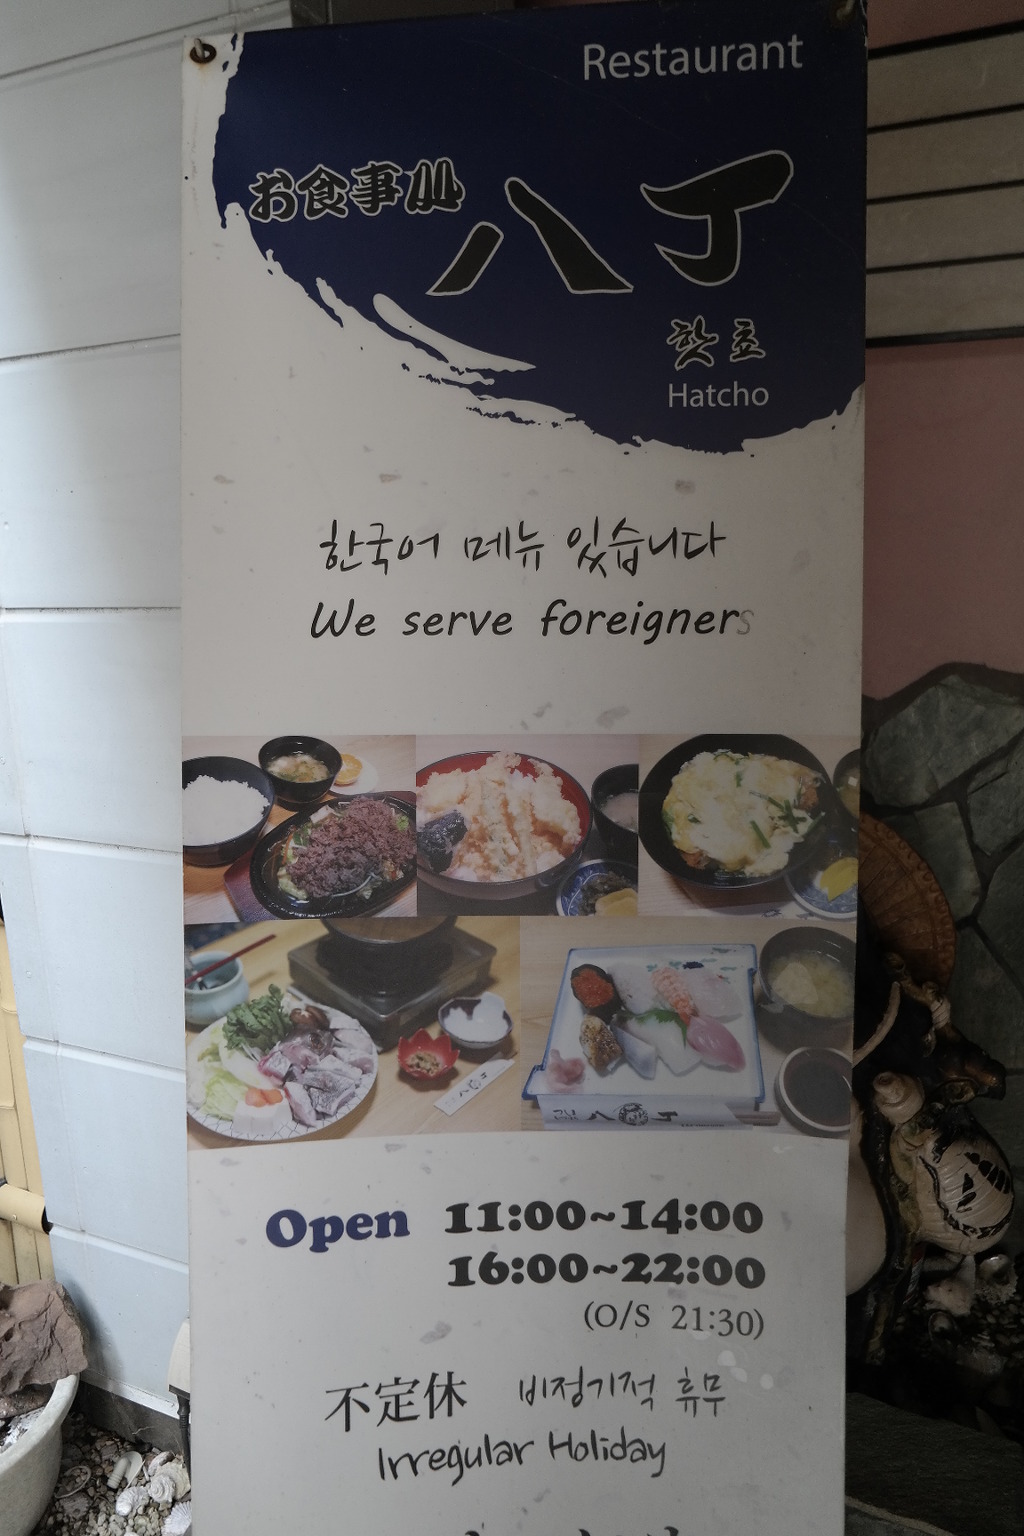 Restaurant
お食事処
八丁
핫쵸
Hatcho
한국어 메뉴 있습니다
We serve foreigners
八丁
Open 11:00~14:00
16:00~22:00
(O/S 21:30)
不定休 비정기적 휴무
Irregular Holiday